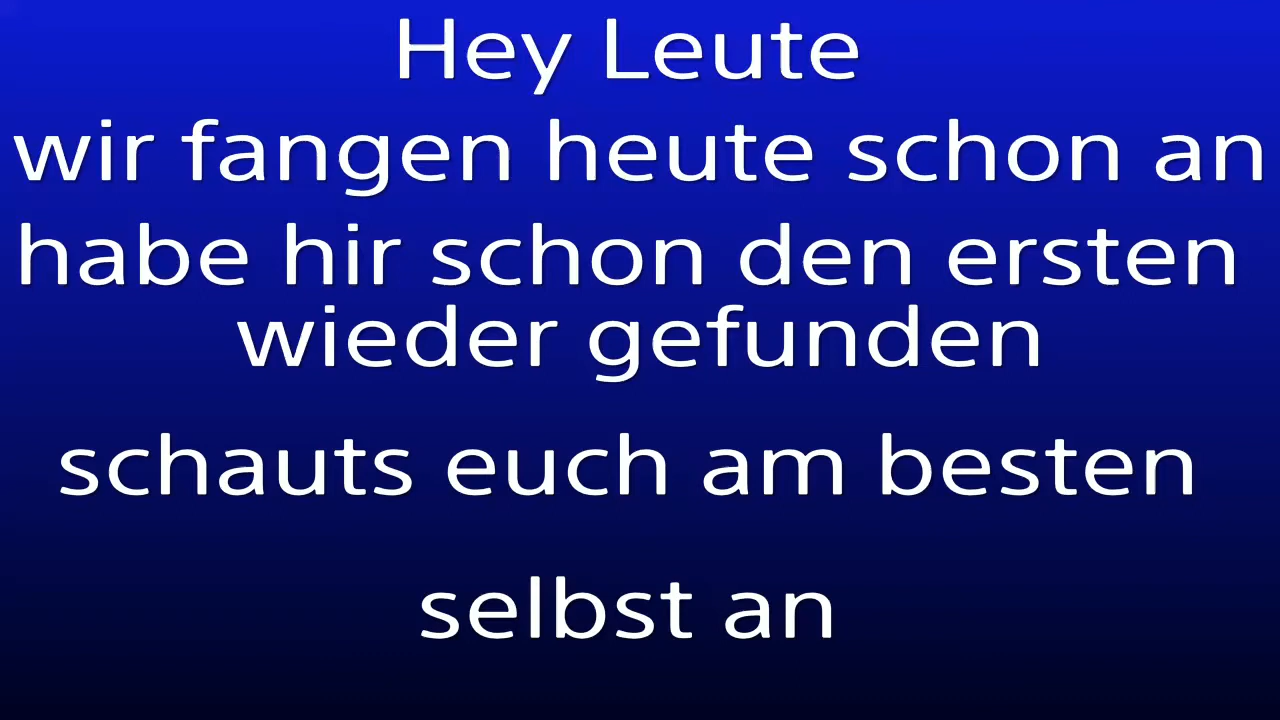 Hey Leute
wir fangen heute schon an
habe hir schon den ersten
wieder gefunden
schauts euch am besten
selbst an